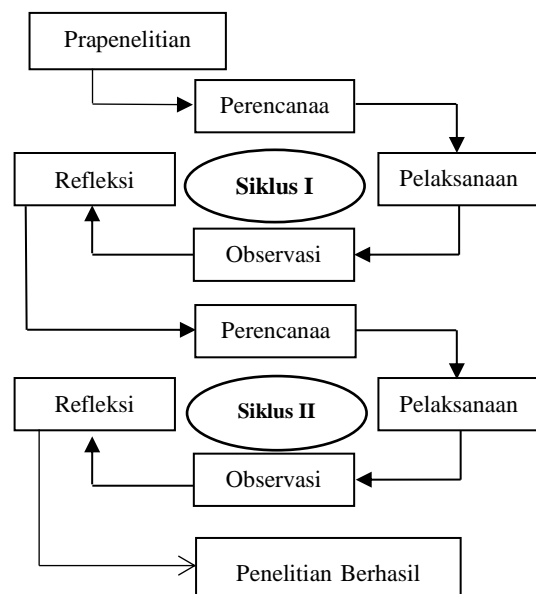 Prapenelitian
Perencanaa
Refleksi
Siklus I
Pelaksanaan
Observasi
Perencanaa
Refleksi
Siklus II
Pelaksanaan
Observasi
Penelitian Berhasil